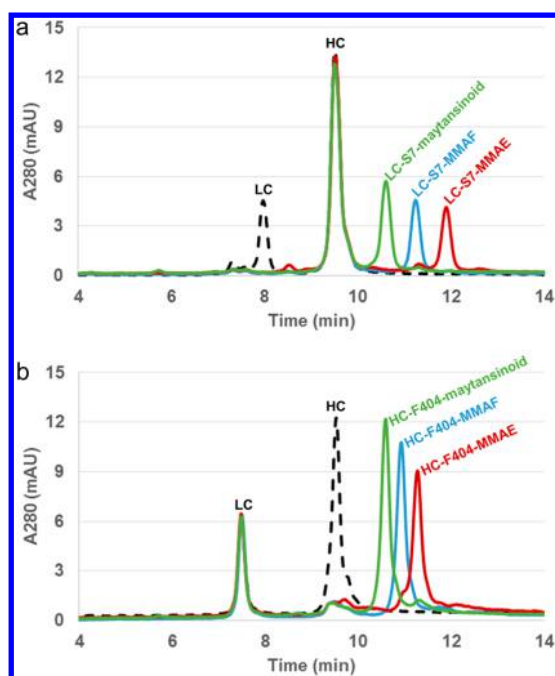 a
15
12
9
6
3
0
A280 (mAU)
HC
LC
LC-S7-maytansinoid
LC-S7-MMAF
LC-S7-MMAE
4 6 8 10 12 14
Time (min)
b
15
12
9
6
3
0
A280 (mAU)
LC
HC
HC-F404-maytansinoid
HC-F404-MMAF
HC-F404-MMAE
4 6 8 10 12 14
Time (min)